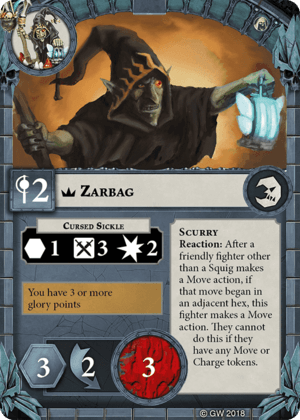 2 ZARBAG
CURSED SICKLE
1 3 2
You have 3 or more
glory points
SCURRY
Reaction: After a
friendly fighter other
than a Squig makes
a Move action, if
that move began in
an adjacent hex, this
fighter makes a Move
action. They cannot
do this if they
have any Move or
Charge tokens.
3 2 3
© GW 2018